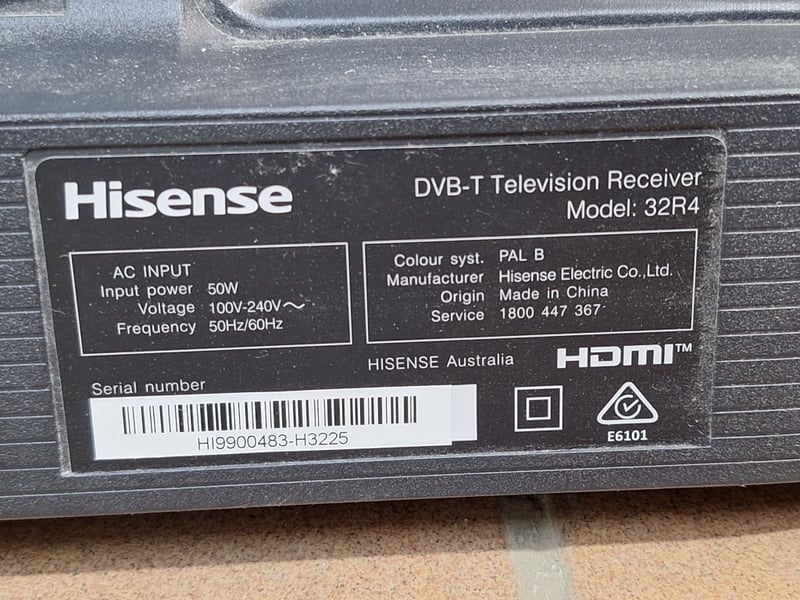 Hisense
DVB-T Television Receiver
Model: 32R4
AC INPUT
Input power 50W
Voltage 100V-240V~
Frequency 50Hz/60Hz
Colour syst. PAL B
Manufacturer Hisense Electric Co.,Ltd.
Origin Made in China
Service 1800 447 367
HISENSE Australia
HDMI™
Serial number
HI9900483-H3225
E6101